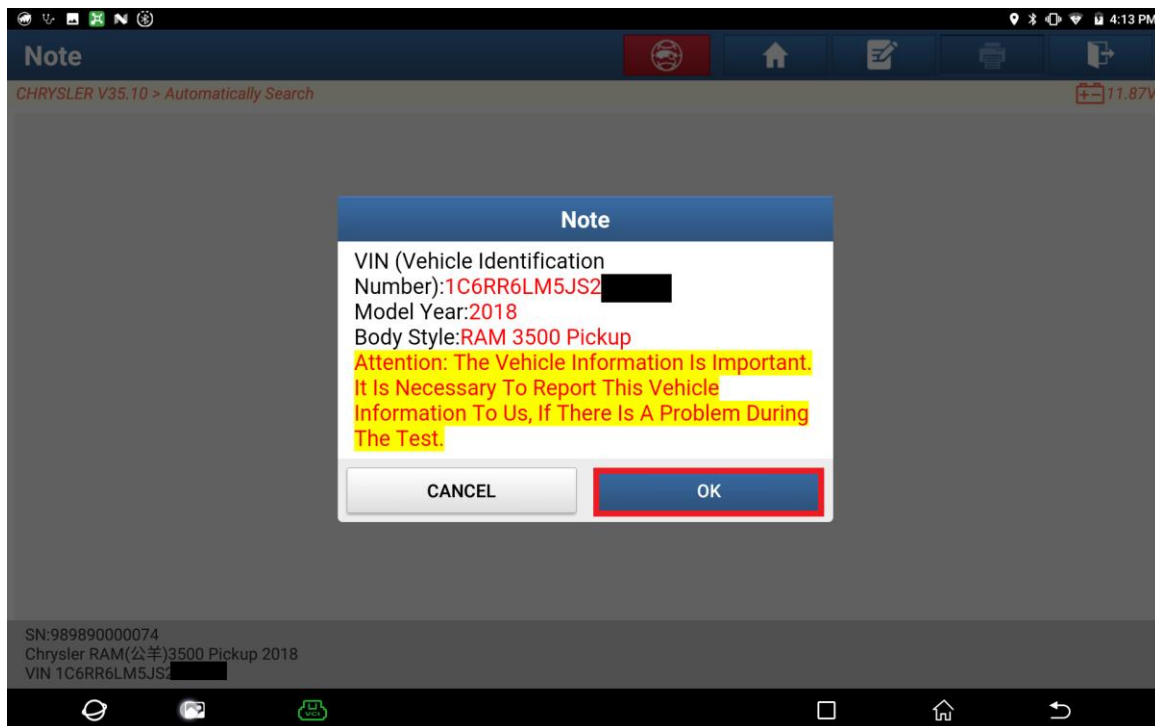 4:13 PM
Note
CHRYSLER V35.10 > Automatically Search
11.87V
Note
VIN (Vehicle Identification
Number):1C6RR6LM5JS2
Model Year:2018
Body Style:RAM 3500 Pickup
Attention: The Vehicle Information Is Important.
It Is Necessary To Report This Vehicle
Information To Us, If There Is A Problem During
The Test.
CANCEL
OK
SN:989890000074
Chrysler RAM(公羊)3500 Pickup 2018
VIN 1C6RR6LM5JS2
VCI